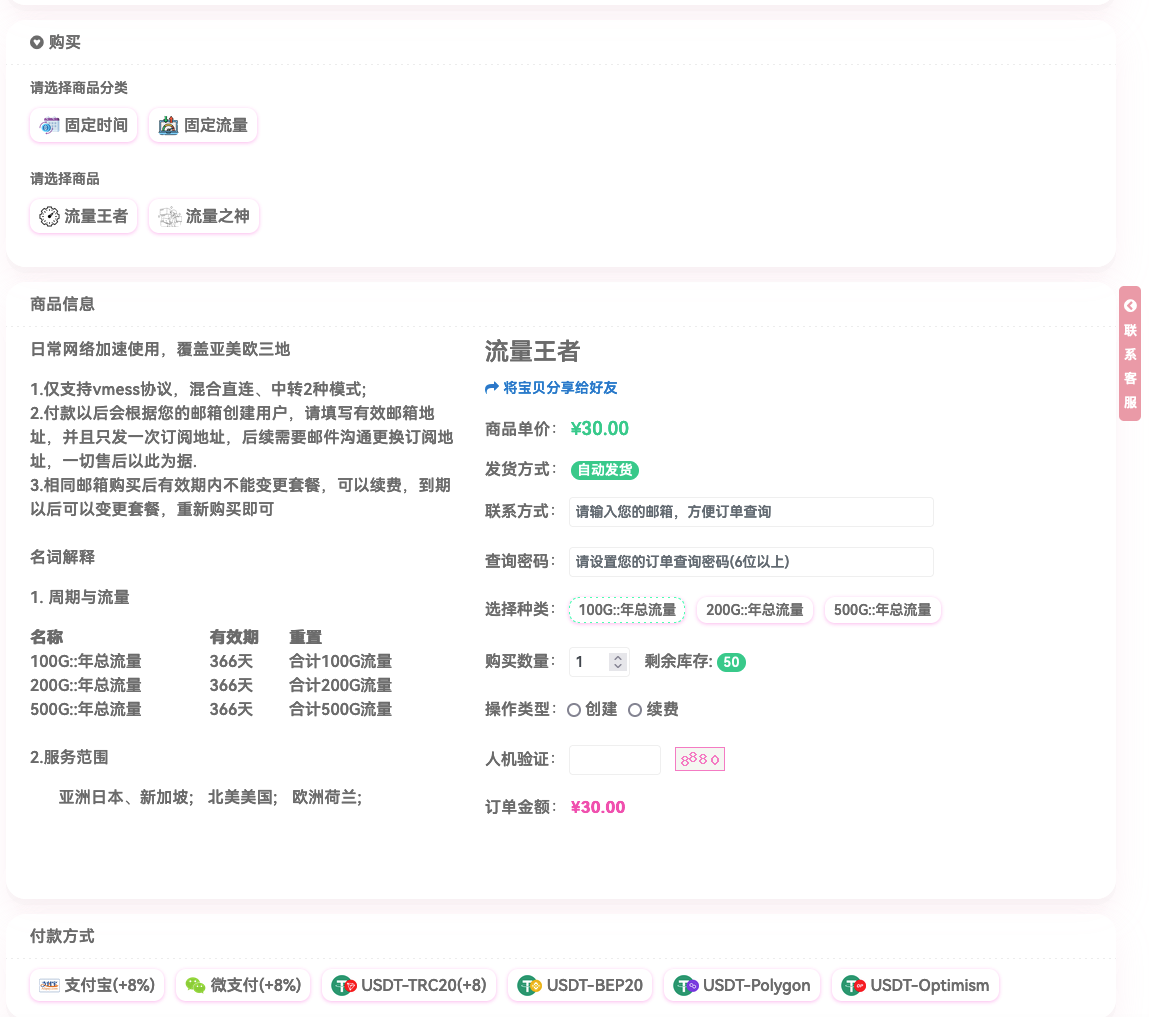 购买
请选择商品分类
固定时间 固定流量
请选择商品
流量王者 流量之神
商品信息
日常网络加速使用，覆盖亚美欧三地
1.仅支持vmess协议，混合直连、中转2种模式;
2.付款以后会根据您的邮箱创建用户，请填写有效邮箱地
址，并且只发一次订阅地址，后续需要邮件沟通更换订阅地
址，一切售后以此为据.
3.相同邮箱购买后有效期内不能变更套餐，可以续费，到期
以后可以变更套餐，重新购买即可
名词解释
1. 周期与流量
名称 有效期 重置
100G::年总流量 366天 合计100G流量
200G::年总流量 366天 合计200G流量
500G::年总流量 366天 合计500G流量
2.服务范围
亚洲日本、新加坡; 北美美国; 欧洲荷兰;
流量王者
将宝贝分享给好友
商品单价: ¥30.00
发货方式: 自动发货
联系方式: 请输入您的邮箱，方便订单查询
查询密码: 请设置您的订单查询密码(6位以上)
选择种类: 100G::年总流量 200G::年总流量 500G::年总流量
购买数量: 1 剩余库存: 50
操作类型: 创建 续费
人机验证: 8880
订单金额: ¥30.00
联
系
客
服
付款方式
支付宝(+8%) 微支付(+8%) USDT-TRC20(+8) USDT-BEP20 USDT-Polygon USDT-Optimism